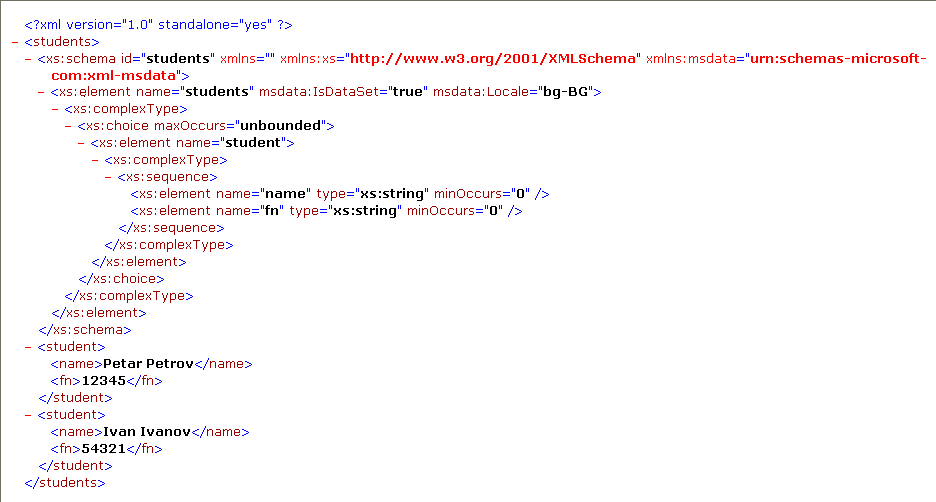 <?xml version="1.0" standalone="yes" ?>
- <students>
- <xs:schema id="students" xmlns="" xmlns:xs="http://www.w3.org/2001/XMLSchema" xmlns:msdata="urn:schemas-microsoft-
com:xml-msdata">
- <xs:element name="students" msdata:IsDataSet="true" msdata:Locale="bg-BG">
- <xs:complexType>
- <xs:choice maxOccurs="unbounded">
- <xs:element name="student">
- <xs:complexType>
- <xs:sequence>
<xs:element name="name" type="xs:string" minOccurs="0" />
<xs:element name="fn" type="xs:string" minOccurs="0" />
</xs:sequence>
</xs:complexType>
</xs:element>
</xs:choice>
</xs:complexType>
</xs:element>
</xs:schema>
- <student>
<name>Petar Petrov</name>
<fn>12345</fn>
</student>
- <student>
<name>Ivan Ivanov</name>
<fn>54321</fn>
</student>
</students>